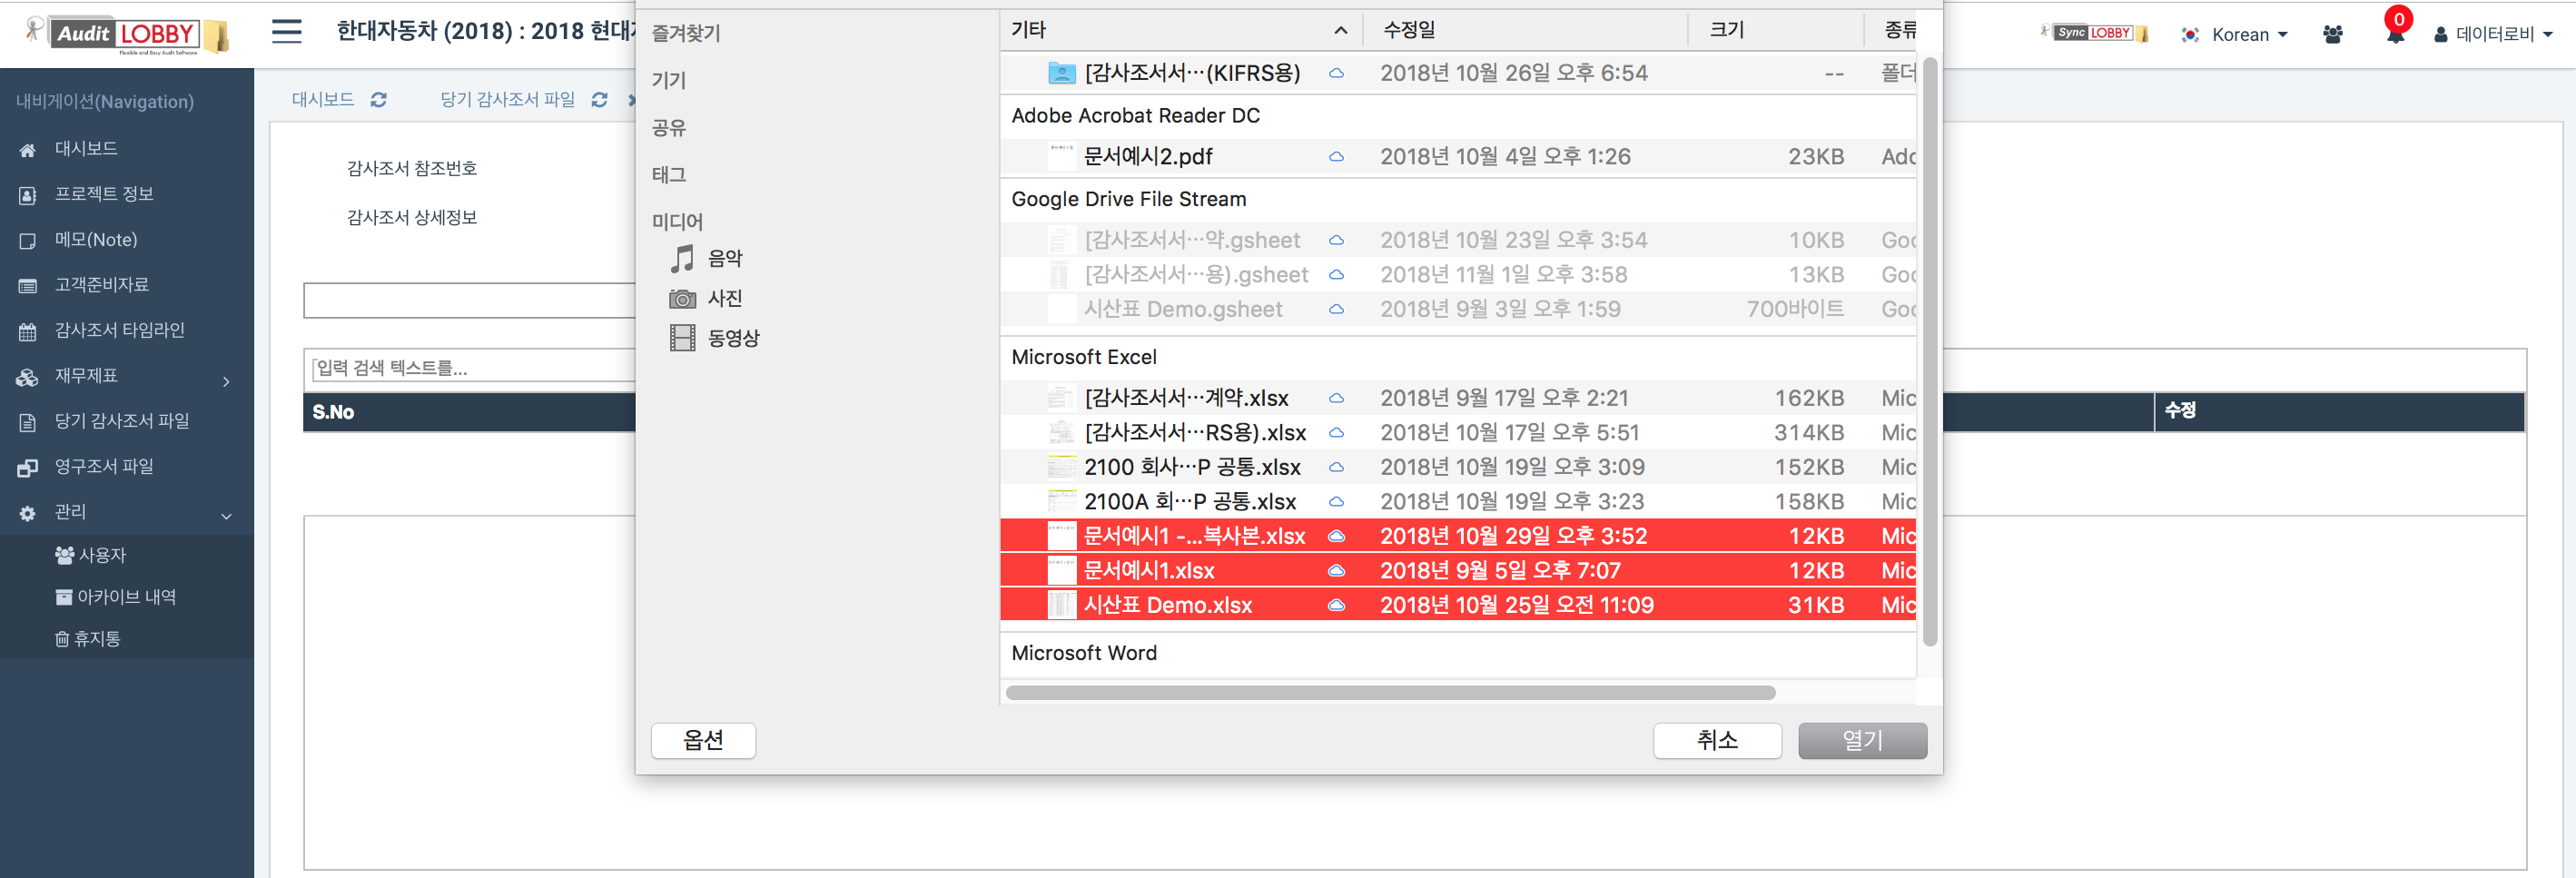 Audit LOBBY
Flexible and Easy Audit Software
한대자동차 (2018) : 2018 현대
Sync LOBBY
Korean
0
데이터로비
내비게이션(Navigation)
대시보드
프로젝트 정보
메모(Note)
고객준비자료
감사조서 타임라인
재무제표
당기 감사조서 파일
영구조서 파일
관리
사용자
아카이브 내역
휴지통
대시보드
당기 감사조서 파일
감사조서 참조번호
감사조서 상세정보
입력 검색 텍스트를...
S.No
수정
즐겨찾기
기기
공유
태그
미디어
음악
사진
동영상
기타 수정일 크기 종류
[감사조서서…(KIFRS용) 2018년 10월 26일 오후 6:54 -- 폴더
Adobe Acrobat Reader DC
문서예시2.pdf 2018년 10월 4일 오후 1:26 23KB Adc
Google Drive File Stream
[감사조서서…약.gsheet 2018년 10월 23일 오후 3:54 10KB Goo
[감사조서서…용).gsheet 2018년 11월 1일 오후 3:58 13KB Goo
시산표 Demo.gsheet 2018년 9월 3일 오후 1:59 700바이트 Goo
Microsoft Excel
[감사조서서…계약.xlsx 2018년 9월 17일 오후 2:21 162KB Mic
[감사조서서…RS용).xlsx 2018년 10월 17일 오후 5:51 314KB Mic
2100 회사…P 공통.xlsx 2018년 10월 19일 오후 3:09 152KB Mic
2100A 회…P 공통.xlsx 2018년 10월 19일 오후 3:23 158KB Mic
문서예시1 -...복사본.xlsx 2018년 10월 29일 오후 3:52 12KB Mic
문서예시1.xlsx 2018년 9월 5일 오후 7:07 12KB Mic
시산표 Demo.xlsx 2018년 10월 25일 오전 11:09 31KB Mic
Microsoft Word
옵션
취소
열기